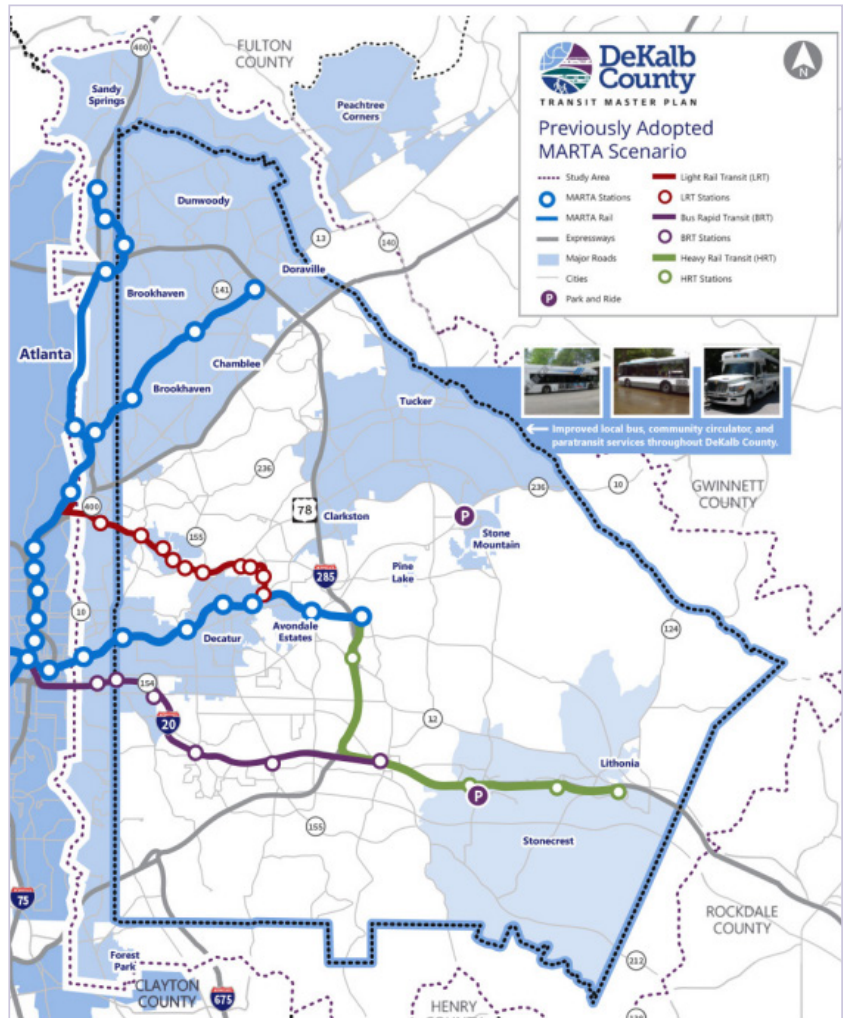 DeKalb
County
TRANSIT MASTER PLAN
N
Previously Adopted
MARTA Scenario
Study Area
MARTA Stations
MARTA Rail
Expressways
Major Roads
Cities
Park and Ride
P
Light Rail Transit (LRT)
LRT Stations
Bus Rapid Transit (BRT)
BRT Stations
Heavy Rail Transit (HRT)
HRT Stations
400
FULTON
COUNTY
Sandy
Springs
Peachtree
Corners
Dunwoody
13
140
Doraville
Brookhaven
141
Atlanta
Chamblee
Brookhaven
Tucker
Improved local bus, community circulator, and
paratransit services throughout DeKalb County.
236
236
10
GWINNETT
COUNTY
400
78
Clarkston
P
155
Stone
Mountain
285
Pine
Lake
10
Decatur
Avondale
Estates
124
154
20
12
Lithonia
P
155
Stonecrest
75
ROCKDALE
COUNTY
Forest
Park
212
CLAYTON
COUNTY
675
HENRY